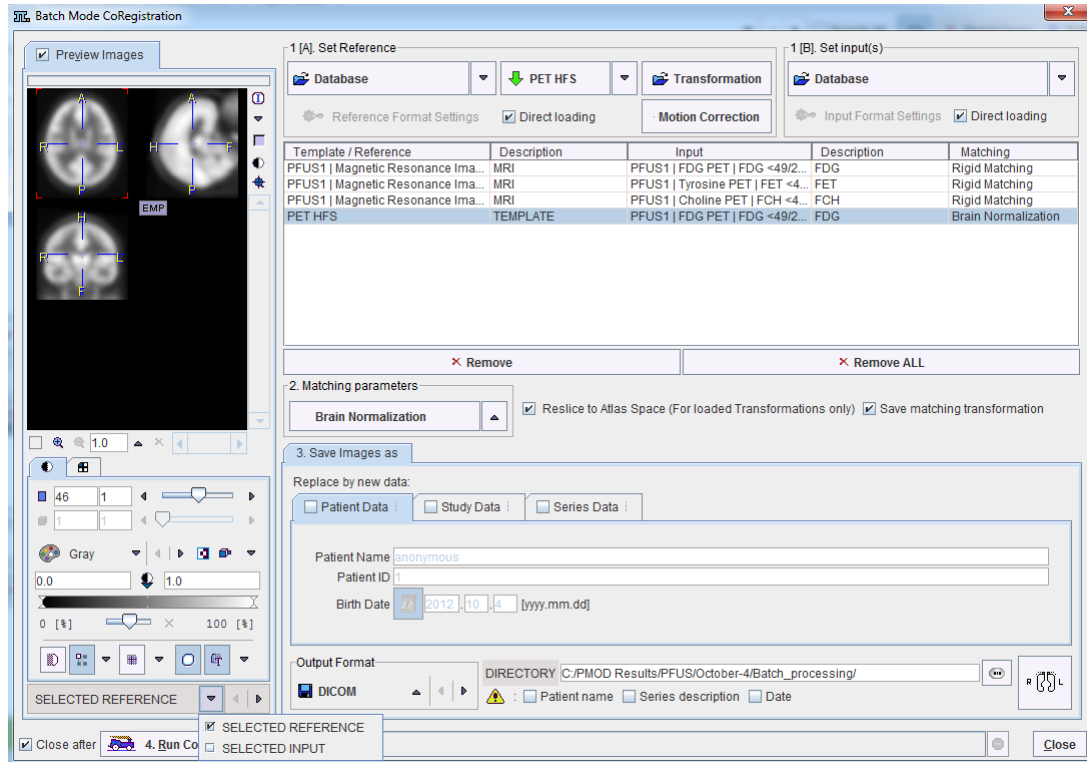 Batch Mode CoRegistration
Preview Images
1 [A]. Set Reference
1 [B]. Set input(s)
Database
PET HFS
Transformation
Database
Reference Format Settings
Direct loading
Motion Correction
Input Format Settings
Direct loading
Template / Reference Description Input Description Matching
PFUS1 | Magnetic Resonance Ima... MRI PFUS1 | FDG PET | FDG <49/2... FDG Rigid Matching
PFUS1 | Magnetic Resonance Ima... MRI PFUS1 | Tyrosine PET | FET <4... FET Rigid Matching
PFUS1 | Magnetic Resonance Ima... MRI PFUS1 | Choline PET | FCH <4... FCH Rigid Matching
PET HFS TEMPLATE PFUS1 | FDG PET | FDG <49/2... FDG Brain Normalization
A
R L
P
A
H F
P
EMP
H
R L
F
Remove
Remove ALL
2. Matching parameters
Brain Normalization
Reslice to Atlas Space (For loaded Transformations only)
Save matching transformation
1.0
46 1
1 1
Gray
0.0 1.0
0 [%] 100 [%]
3. Save Images as
Replace by new data:
Patient Data
Study Data
Series Data
Patient Name anonymous
Patient ID 1
Birth Date 2012 . 10 . 4 [yyyy.mm.dd]
Output Format
DICOM
DIRECTORY C:/PMOD Results/PFUS/October-4/Batch_processing/
: Patient name Series description Date
R L
SELECTED REFERENCE
SELECTED REFERENCE
SELECTED INPUT
Close after
4. Run Co
Close